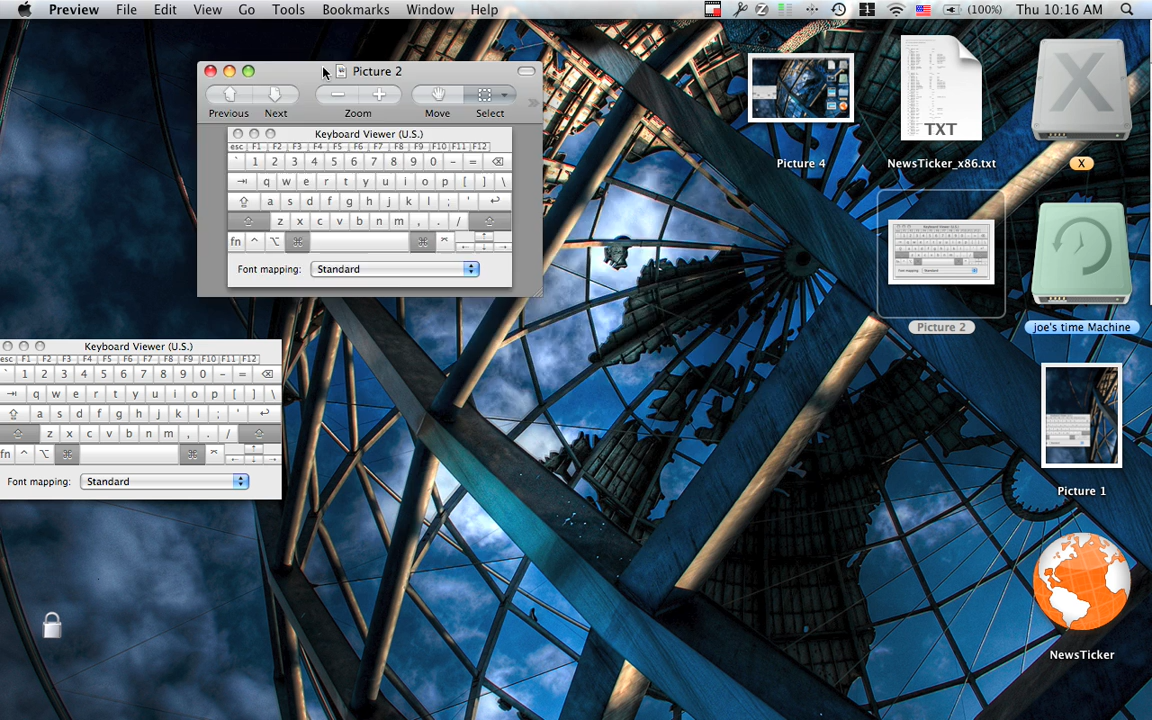 Preview File Edit View Go Tools Bookmarks Window Help (100%) Thu 10:16 AM
Picture 2
Previous Next Zoom Move Select
Keyboard Viewer (U.S.)
esc F1 F2 F3 F4 F5 F6 F7 F8 F9 F10 F11 F12
` 1 2 3 4 5 6 7 8 9 0 - =
q w e r t y u i o p [ ] \
a s d f g h j k l ; '
z x c v b n m , . /
fn
Font mapping: Standard
Keyboard Viewer (U.S.)
esc F1 F2 F3 F4 F5 F6 F7 F8 F9 F10 F11 F12
` 1 2 3 4 5 6 7 8 9 0 - =
q w e r t y u i o p [ ] \
a s d f g h j k l ; '
z x c v b n m , . /
fn
Font mapping: Standard
Picture 4
TXT
NewsTicker_x86.txt
X
X
Picture 2
joe's time Machine
Picture 1
NewsTicker